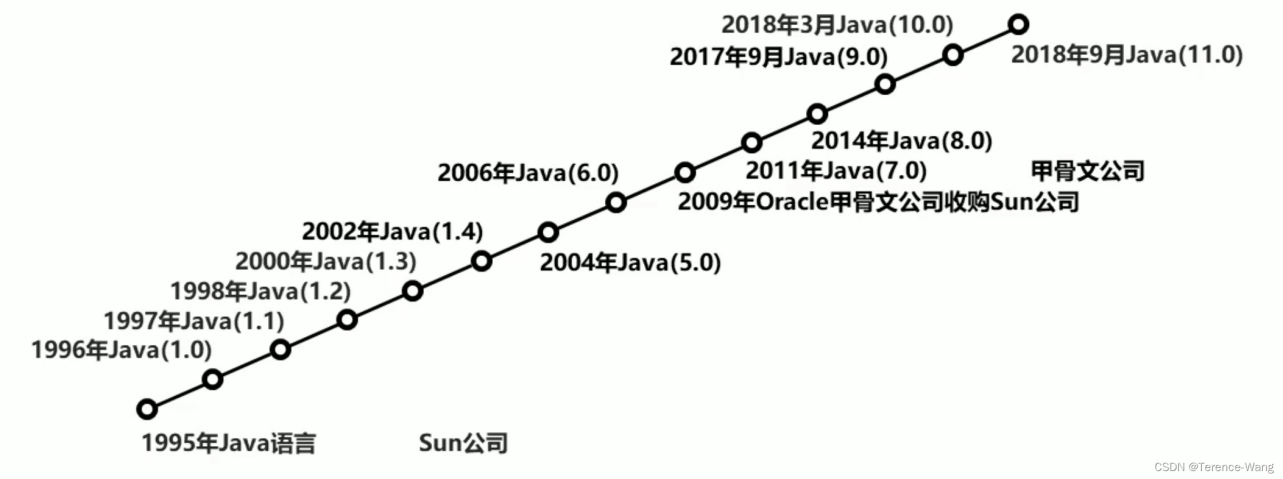 2018年3月Java(10.0)
2018年9月Java(11.0)
2017年9月Java(9.0)
2014年Java(8.0)
2011年Java(7.0)
甲骨文公司
2006年Java(6.0)
2009年Oracle甲骨文公司收购Sun公司
2002年Java(1.4)
2004年Java(5.0)
2000年Java(1.3)
1998年Java(1.2)
1997年Java(1.1)
1996年Java(1.0)
1995年Java语言
Sun公司
CSDN @Terence-Wang